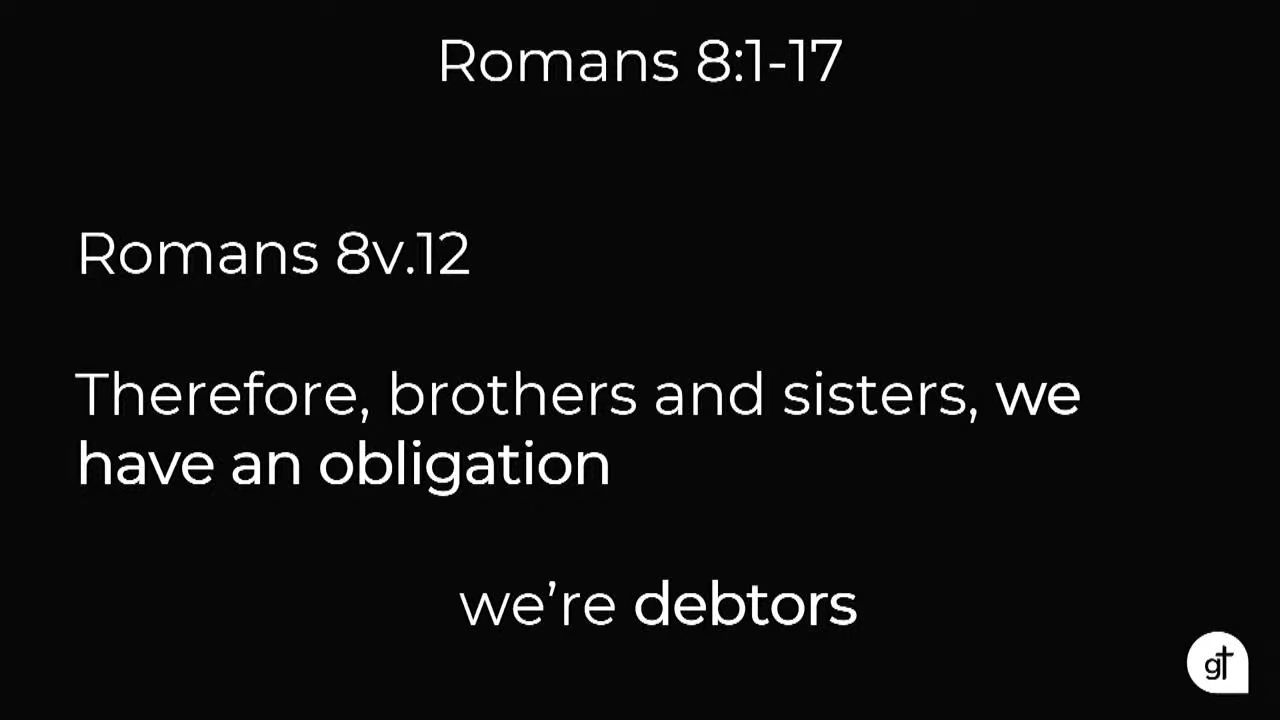 Romans 8:1-17
Romans 8v.12
Therefore, brothers and sisters, we
have an obligation
we’re debtors
gt